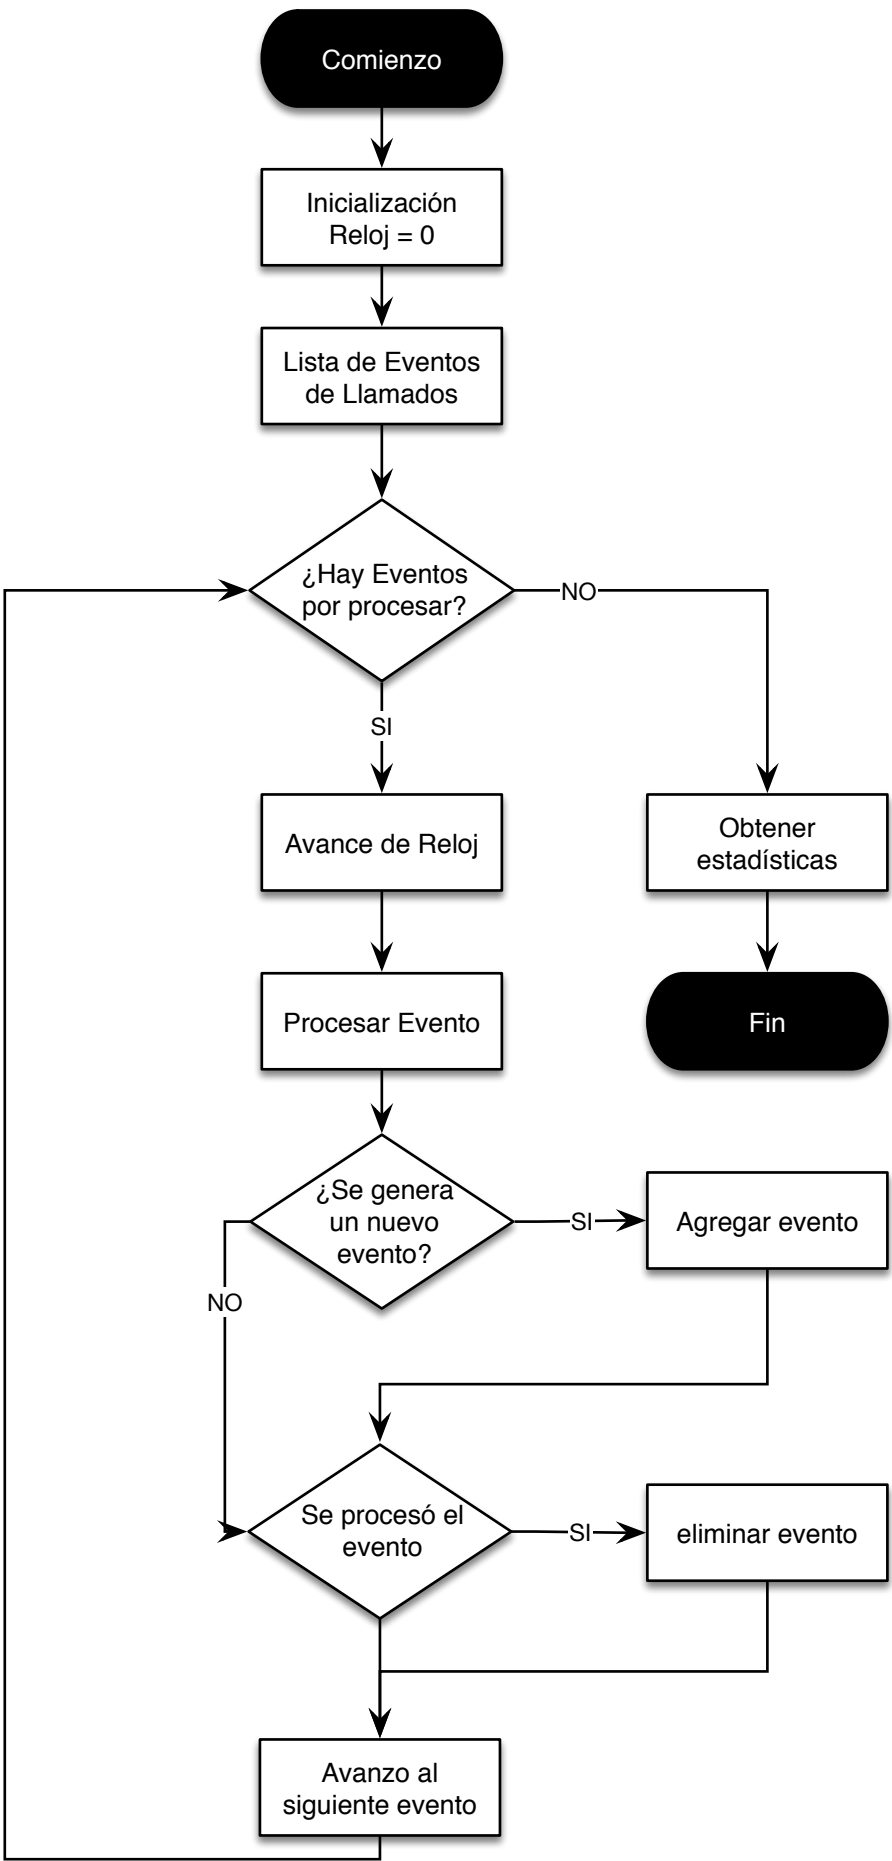 Comienzo
Inicialización
Reloj = 0
Lista de Eventos
de Llamados
¿Hay Eventos
por procesar?
NO
SI
Avance de Reloj
Obtener
estadísticas
Procesar Evento
Fin
¿Se genera
un nuevo
evento?
SI
Agregar evento
NO
Se procesó el
evento
SI
eliminar evento
Avanzo al
siguiente evento